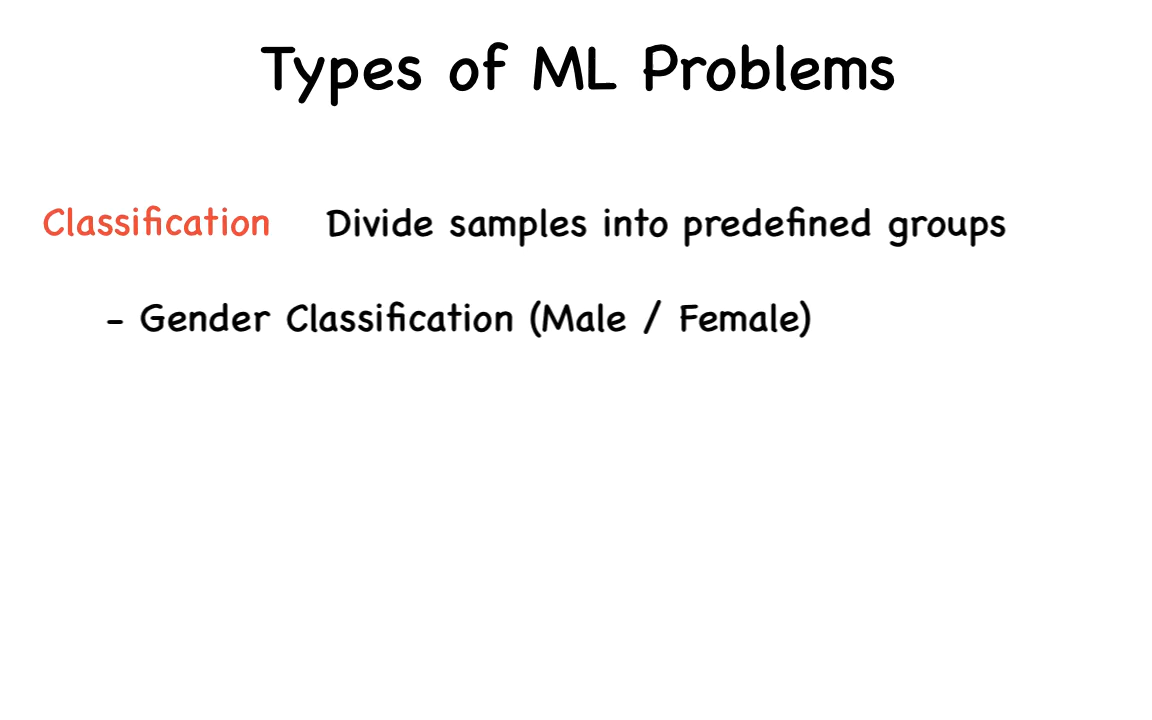 Types of ML Problems
Classification Divide samples into predefined groups
- Gender Classification (Male / Female)